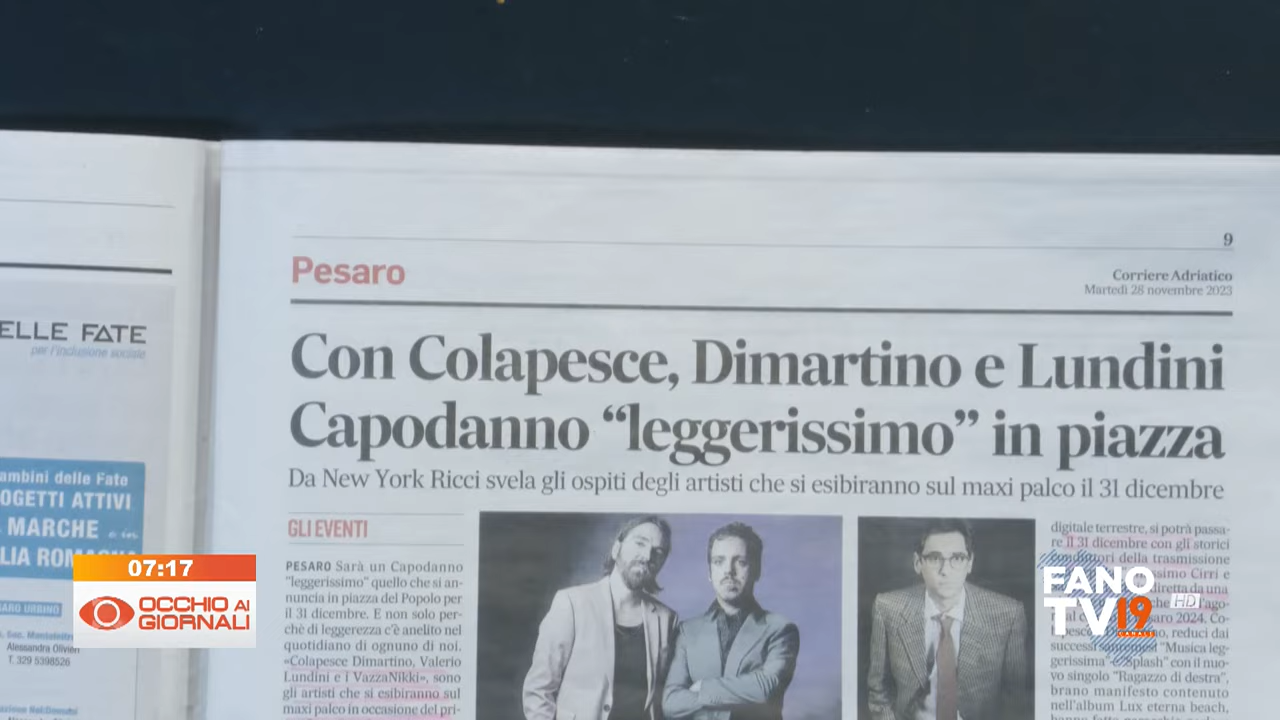 9
Pesaro
Corriere Adriatico
Martedì 28 novembre 2023
Con Colapesce, Dimartino e Lundini
Capodanno “leggerissimo” in piazza
Da New York Ricci svela gli ospiti degli artisti che si esibiranno sul maxi palco il 31 dicembre
GLI EVENTI
PESARO Sarà un Capodanno
“leggerissimo” quello che si an-
nuncia in piazza del Popolo per
il 31 dicembre. E non solo per-
chè di leggerezza c’è anelito nel
quotidiano di ognuno di noi.
«Colapesce Dimartino, Valerio
Lundini e i VazzaNikki», sono
gli artisti che si esibiranno sul
maxi palco in occasione del pri-
digitale terrestre, si potrà passa-
re il 31 dicembre con gli storici
della trasmissione
Cirri e
diretta da una
2024. Co-
reduci dai
"Musica leg-
gerissima" e "Splash" con il nuo-
vo singolo "Ragazzo di destra",
brano manifesto contenuto
nell'album Lux eterna beach,
ELLE FATE
per l'inclusione sociale
ambini delle Fate
OGETTI ATTIVI
MARCHE e in
LIA
ARO URBINO
Alessandra Olivieri
T. 329 5398526
07:17
OCCHIO AI
GIORNALI
FANO
TV19
HD
CANALE